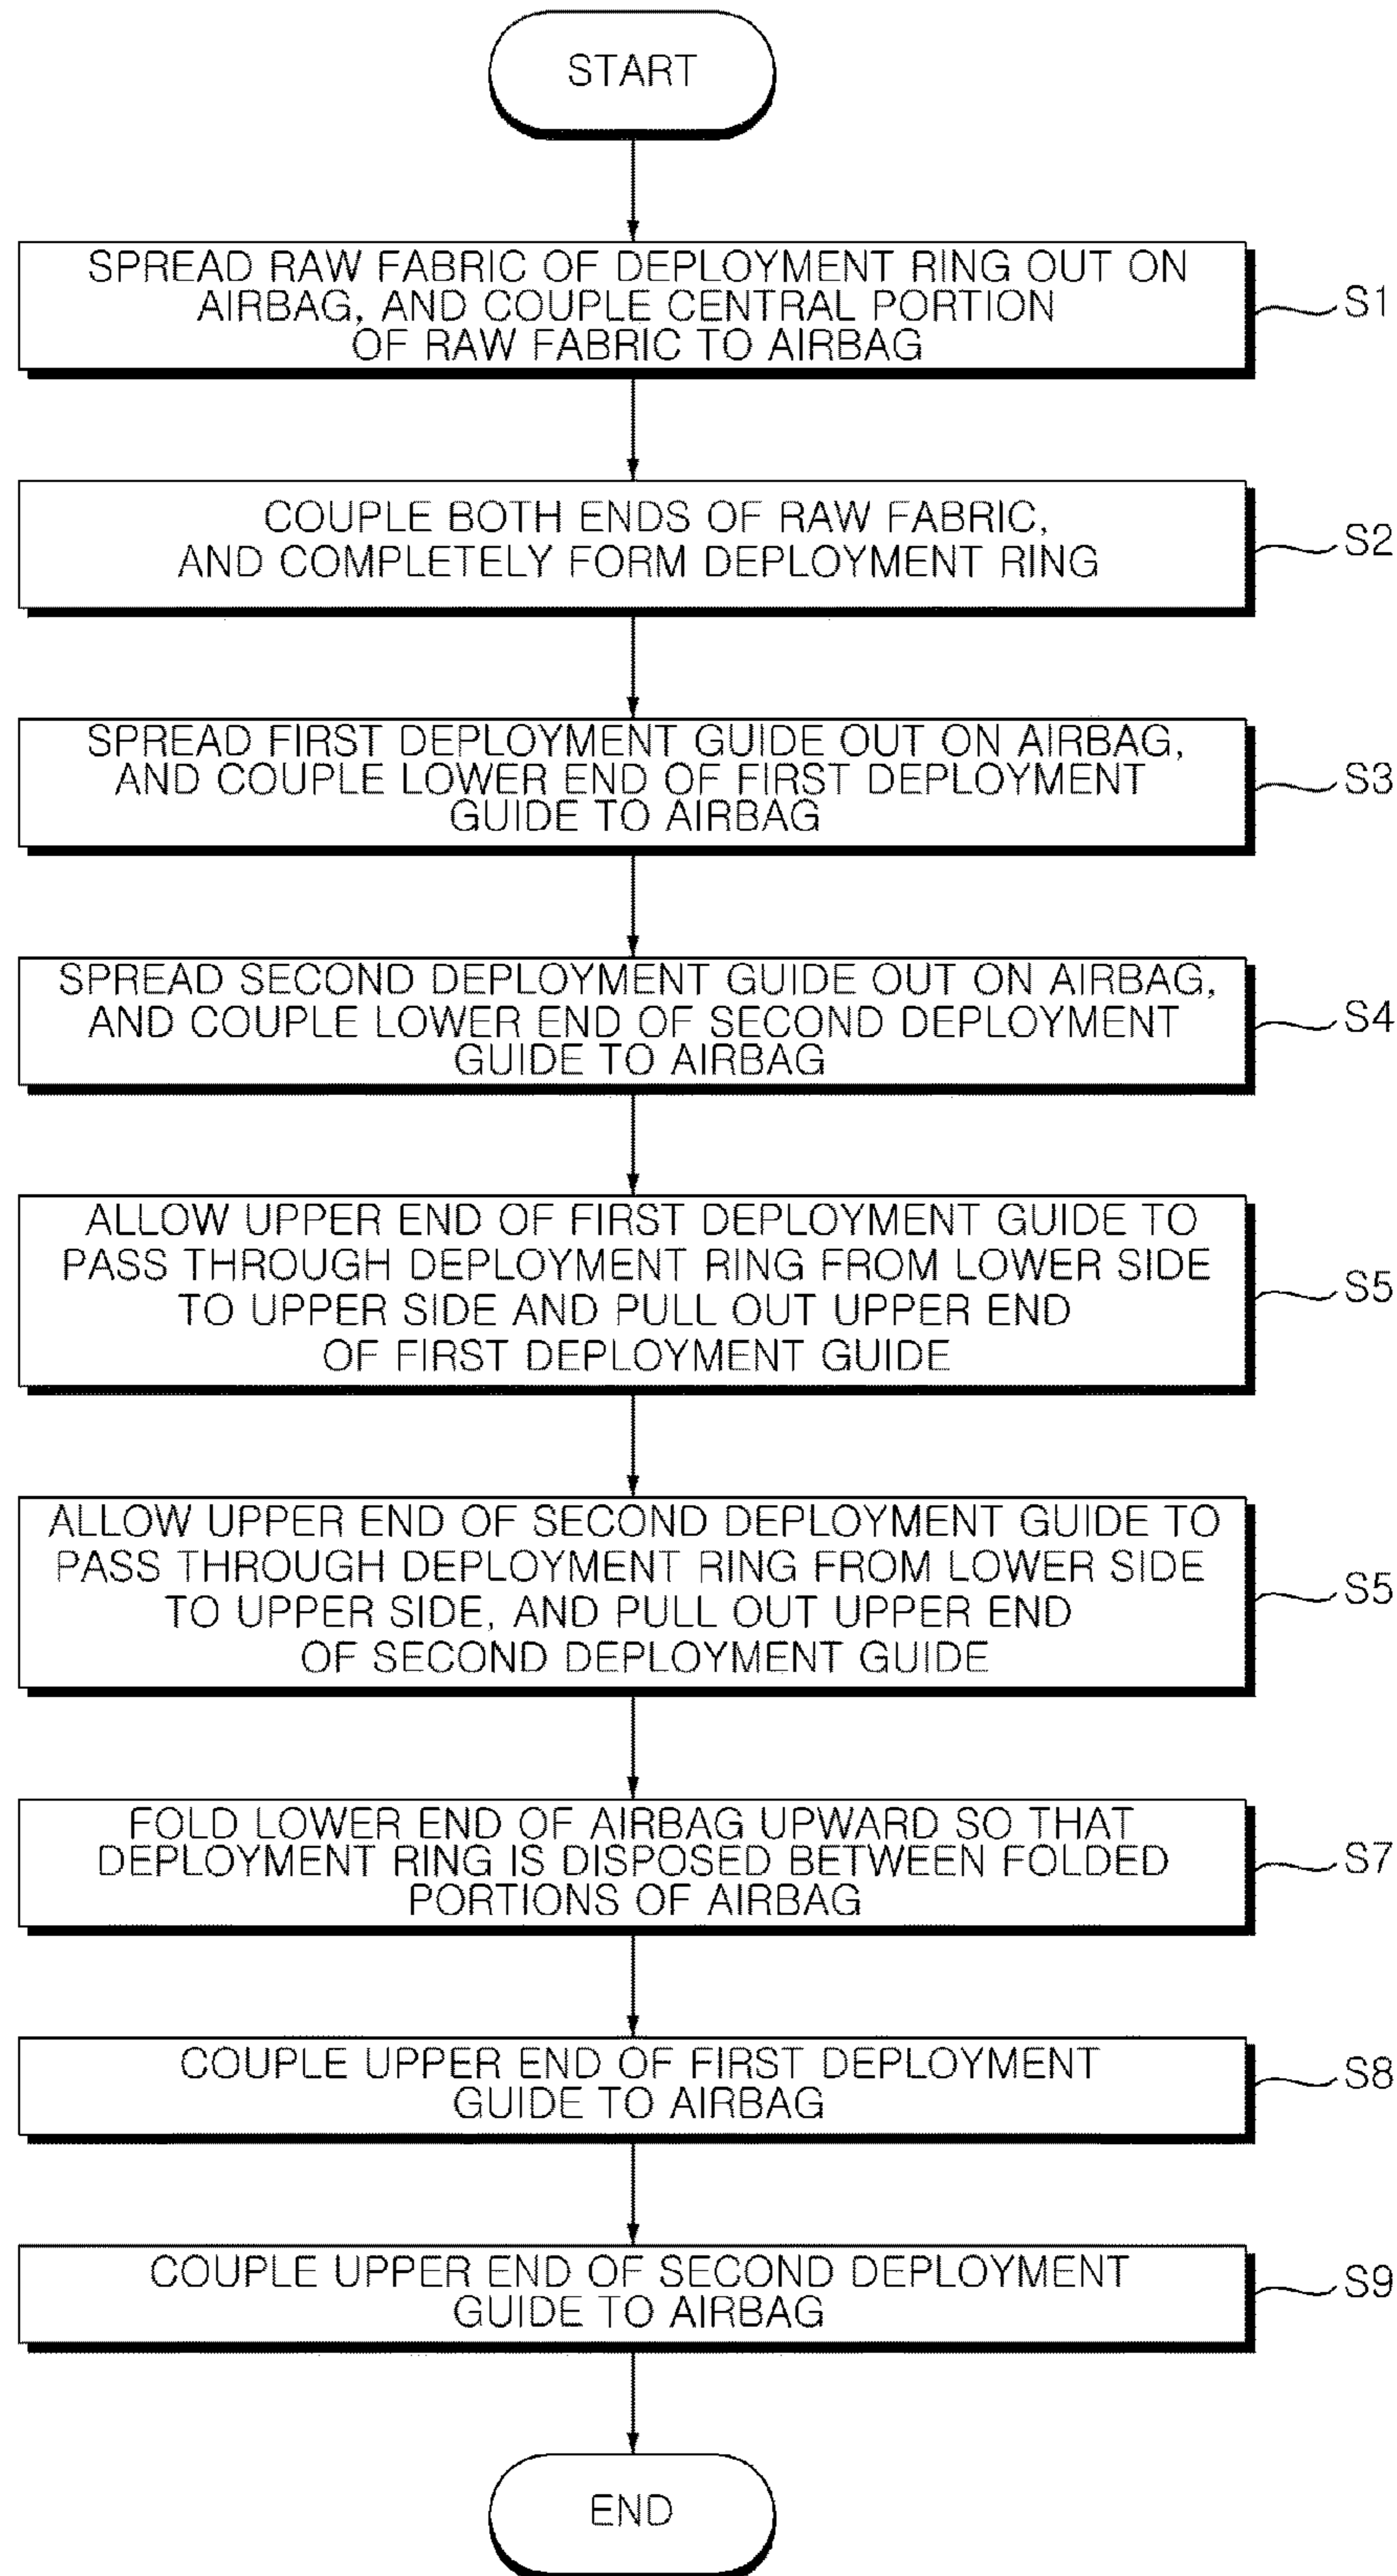 START
SPREAD RAW FABRIC OF DEPLOYMENT RING OUT ON
AIRBAG, AND COUPLE CENTRAL PORTION
OF RAW FABRIC TO AIRBAG
S1
COUPLE BOTH ENDS OF RAW FABRIC,
AND COMPLETELY FORM DEPLOYMENT RING
S2
SPREAD FIRST DEPLOYMENT GUIDE OUT ON AIRBAG,
AND COUPLE LOWER END OF FIRST DEPLOYMENT
GUIDE TO AIRBAG
S3
SPREAD SECOND DEPLOYMENT GUIDE OUT ON AIRBAG,
AND COUPLE LOWER END OF SECOND DEPLOYMENT
GUIDE TO AIRBAG
S4
ALLOW UPPER END OF FIRST DEPLOYMENT GUIDE TO
PASS THROUGH DEPLOYMENT RING FROM LOWER SIDE
TO UPPER SIDE AND PULL OUT UPPER END
OF FIRST DEPLOYMENT GUIDE
S5
ALLOW UPPER END OF SECOND DEPLOYMENT GUIDE TO
PASS THROUGH DEPLOYMENT RING FROM LOWER SIDE
TO UPPER SIDE, AND PULL OUT UPPER END
OF SECOND DEPLOYMENT GUIDE
S5
FOLD LOWER END OF AIRBAG UPWARD SO THAT
DEPLOYMENT RING IS DISPOSED BETWEEN FOLDED
PORTIONS OF AIRBAG
S7
COUPLE UPPER END OF FIRST DEPLOYMENT
GUIDE TO AIRBAG
S8
COUPLE UPPER END OF SECOND DEPLOYMENT
GUIDE TO AIRBAG
S9
END